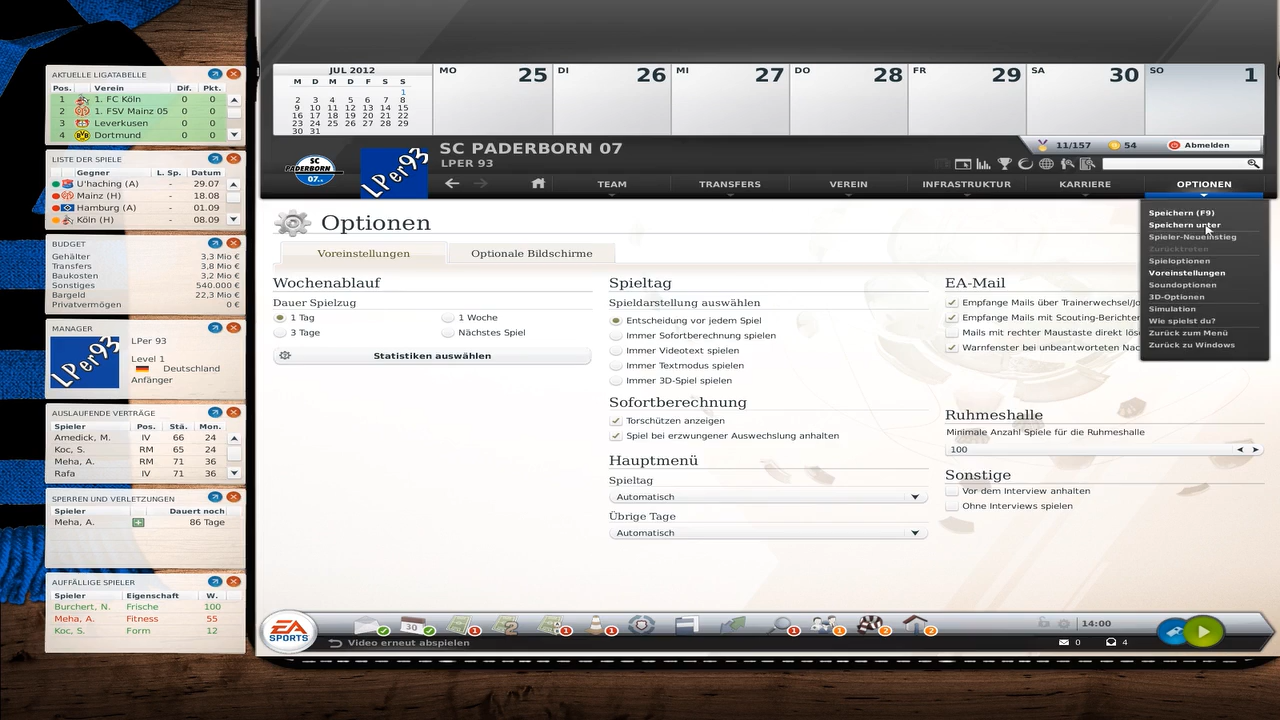 AKTUELLE LIGATABELLE
Pos. Verein Dif. Pkt.
1 1. FC Köln 0 0
2 1. FSV Mainz 05 0 0
3 Leverkusen 0 0
4 Dortmund 0 0
LISTE DER SPIELE
Gegner L. Sp. Datum
U'haching (A) - 29.07
Mainz (H) - 18.08
Hamburg (A) - 01.09
Köln (H) - 08.09
BUDGET
Gehälter 3,3 Mio €
Transfers 3,8 Mio €
Baukosten 3,2 Mio €
Sonstiges 540.000 €
Bargeld 22,3 Mio €
Privatvermögen 0 €
MANAGER
LPer93
LPer 93
Level 1
Deutschland
Anfänger
AUSLAUFENDE VERTRÄGE
Spieler Pos. Stä. Mon.
Amedick, M. IV 66 24
Koc, S. RM 65 24
Meha, A. RM 71 36
Rafa IV 71 36
SPERREN UND VERLETZUNGEN
Spieler Dauert noch
Meha, A. 86 Tage
AUFFÄLLIGE SPIELER
Spieler Eigenschaft W.
Burchert, N. Frische 100
Meha, A. Fitness 55
Koc, S. Form 12
JUL 2012
M D M D F S S
1
2 3 4 5 6 7 8
9 10 11 12 13 14 15
16 17 18 19 20 21 22
23 24 25 26 27 28 29
30 31
MO 25 DI 26 MI 27 DO 28 FR 29 SA 30 SO 1
11/157 54 Abmelden
SC PADERBORN 07..
LPer93
SC PADERBORN 07
LPER 93
TEAM TRANSFERS VEREIN INFRASTRUKTUR KARRIERE OPTIONEN
Speichern (F9)
Speichern unter
Spieler-Neueinstieg
Zurücktreten
Spieloptionen
Voreinstellungen
Soundoptionen
3D-Optionen
Simulation
Wie spielst du?
Zurück zum Menü
Zurück zu Windows
Optionen
Voreinstellungen Optionale Bildschirme
Wochenablauf
Dauer Spielzug
1 Tag 1 Woche
3 Tage Nächstes Spiel
Statistiken auswählen
Spieltag
Spieldarstellung auswählen
Entscheidung vor jedem Spiel
Immer Sofortberechnung spielen
Immer Videotext spielen
Immer Textmodus spielen
Immer 3D-Spiel spielen
Sofortberechnung
Torschützen anzeigen
Spiel bei erzwungener Auswechslung anhalten
Hauptmenü
Spieltag
Automatisch
Übrige Tage
Automatisch
EA-Mail
Empfange Mails über Trainerwechsel/Jo
Empfange Mails mit Scouting-Berichter
Mails mit rechter Maustaste direkt lös
Warnfenster bei unbeantworteten Nac
Ruhmeshalle
Minimale Anzahl Spiele für die Ruhmeshalle
100
Sonstige
Vor dem Interview anhalten
Ohne Interviews spielen
EA SPORTS
30 1 1 1 1 1 2 2
14:00
Video erneut abspielen
0 4